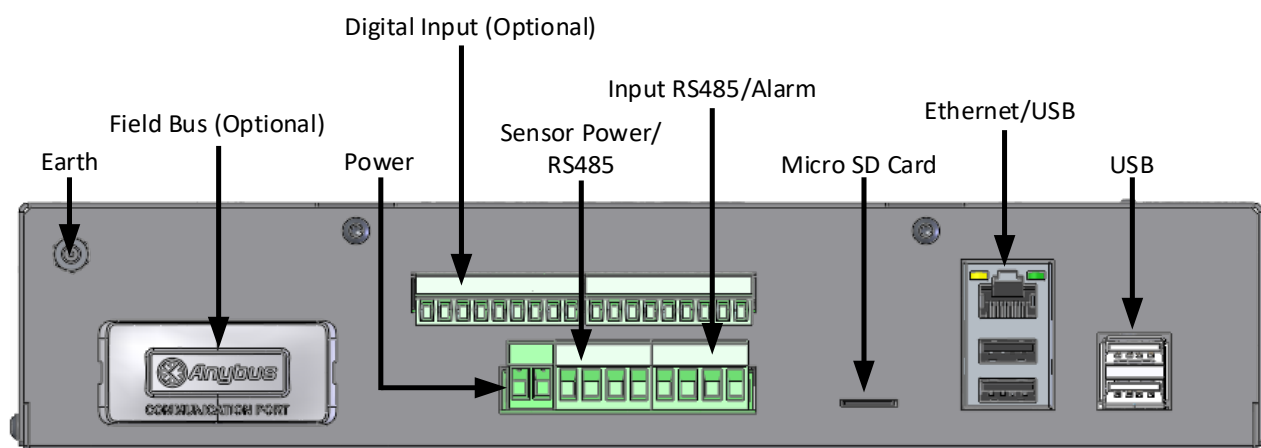 Digital Input (Optional)
Input RS485/Alarm
Field Bus (Optional)
Sensor Power/
RS485
Ethernet/USB
Earth
Power
Micro SD Card
USB
Anybus
COMMUNICATION PORT